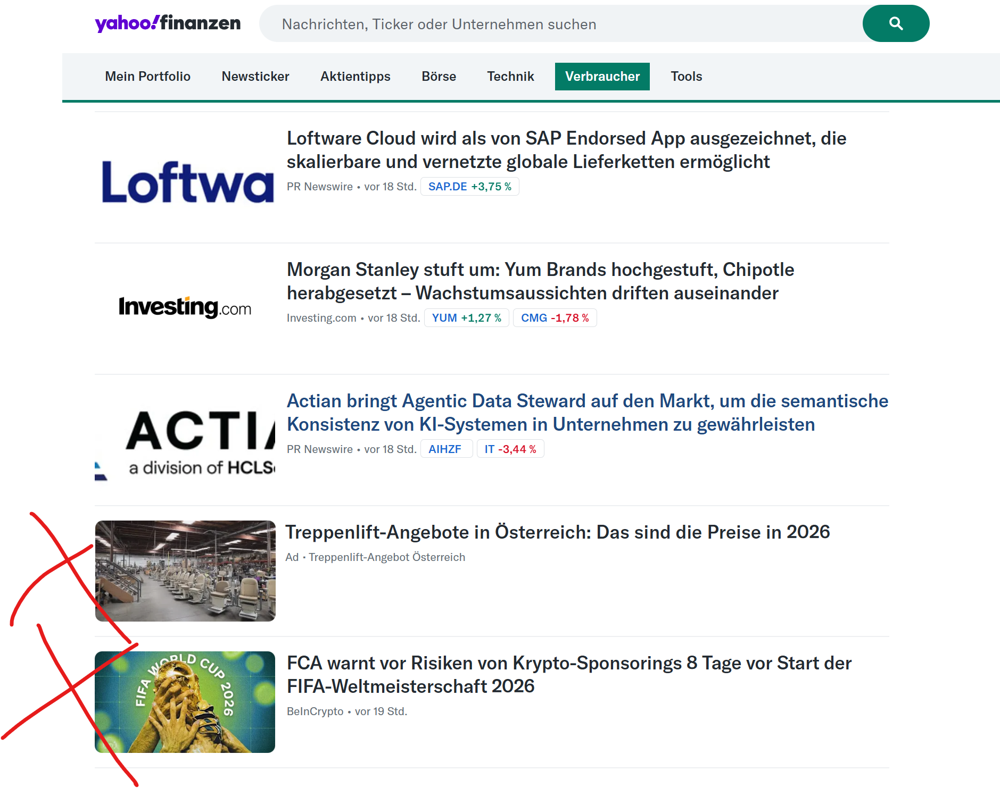 yahoo!finanzen
Nachrichten, Ticker oder Unternehmen suchen
Mein Portfolio Newsticker Aktientipps Börse Technik Verbraucher Tools
Loftwa
Loftware Cloud wird als von SAP Endorsed App ausgezeichnet, die
skalierbare und vernetzte globale Lieferketten ermöglicht
PR Newswire • vor 18 Std. SAP.DE +3,75 %
Investing.com
Morgan Stanley stuft um: Yum Brands hochgestuft, Chipotle
herabgesetzt – Wachstumsaussichten driften auseinander
Investing.com • vor 18 Std. YUM +1,27 % CMG -1,78 %
ACTIA
a division of HCLS
Actian bringt Agentic Data Steward auf den Markt, um die semantische
Konsistenz von KI-Systemen in Unternehmen zu gewährleisten
PR Newswire • vor 18 Std. AIHZF IT -3,44 %
Treppenlift-Angebote in Österreich: Das sind die Preise in 2026
Ad • Treppenlift-Angebot Österreich
FIFA WORLD CUP 2026
FCA warnt vor Risiken von Krypto-Sponsorings 8 Tage vor Start der
FIFA-Weltmeisterschaft 2026
BeInCrypto • vor 19 Std.